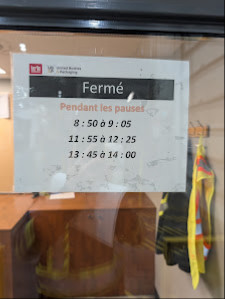 Fermé
Pendant les pauses
8 : 50 à 9 : 05
11 : 55 à 12 : 25
13 : 45 à 14 : 00